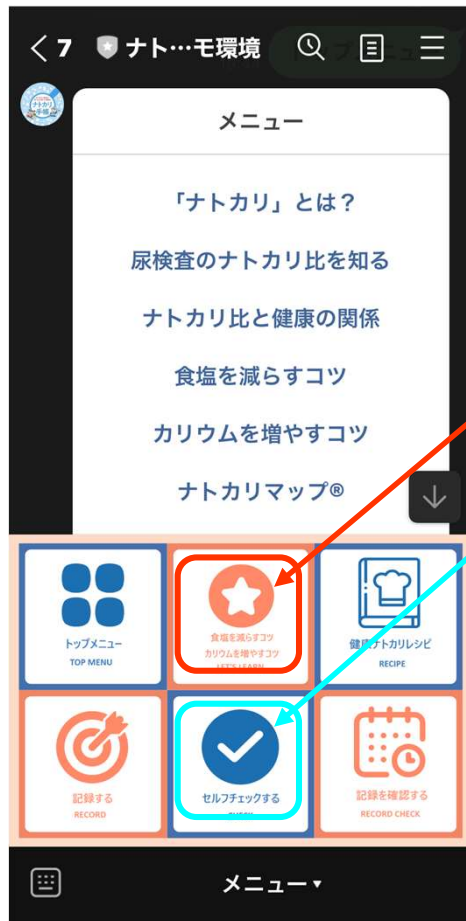 7
ナト…モ環境
メニュー
「ナトカリ」とは？
尿検査のナトカリ比を知る
ナトカリ比と健康の関係
食塩を減らすコツ
カリウムを増やすコツ
ナトカリマップ®
トップメニュー
TOP MENU
食塩を減らすコツ
カリウムを増やすコツ
LET'S LEARN
健康ナトカリレシピ
RECIPE
記録する
RECORD
セルフチェックする
CHECK
記録を確認する
RECORD CHECK
メニュー▾